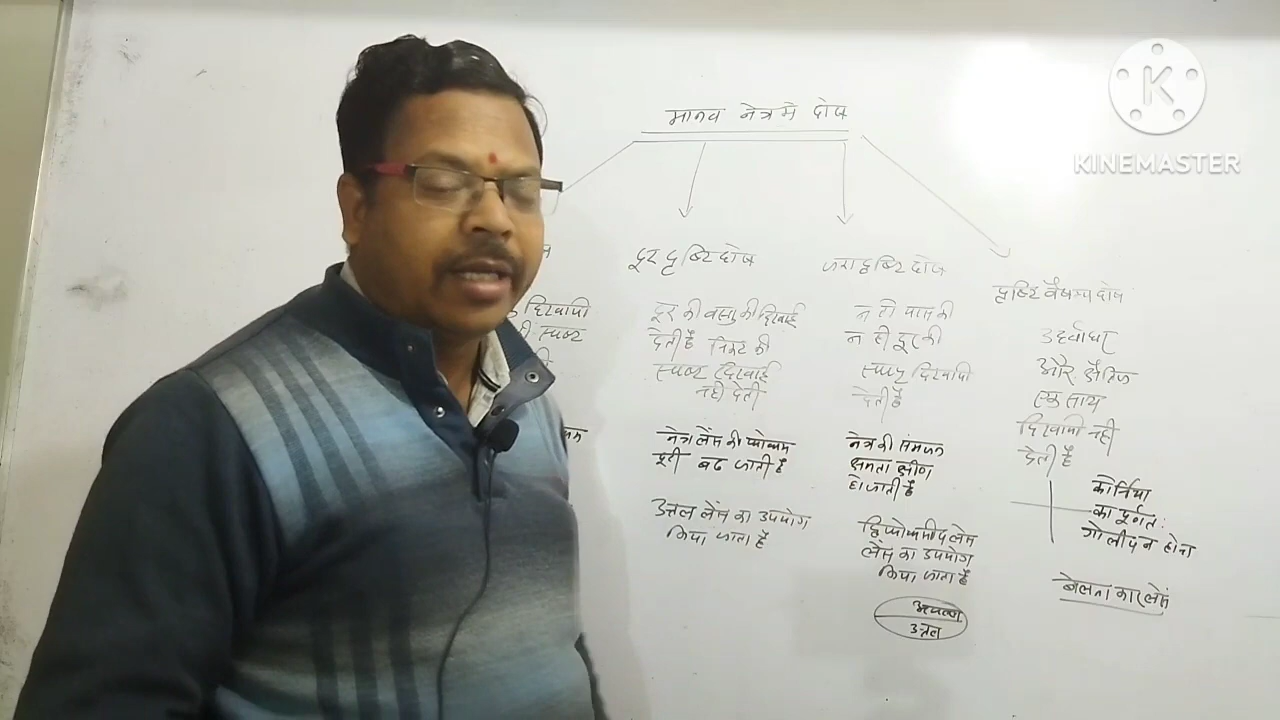 मानव नेत्र में दोष
KINEMASTER
दूर दृष्टि दोष
दूर की वस्तु की दिखाई
देती है निकट की
स्पष्ट दिखाई
नही देती
नेत्र लेंस की फोकस
दूरी बढ जाती है
उत्तल लेंस का उपयोग
किया जाता है
जरा दृष्टि दोष
न ही पास की
न ही दूर की
स्पष्ट दिखायी
देती है
नेत्र की समंजन
क्षमता क्षीण
हो जाती है
द्विफोकसीय लेंस
लेंस का उपयोग
किया जाता है
अवतल
उत्तल
दृष्टि वैषम्य दोष
उर्ध्वाधर
और क्षैतिज
एक साथ
दिखायी नही
देती है
कोर्निया
का पूर्णतः
गोलीय न होना
बेलनाकार लेंस
दिखायी
स्पष्ट